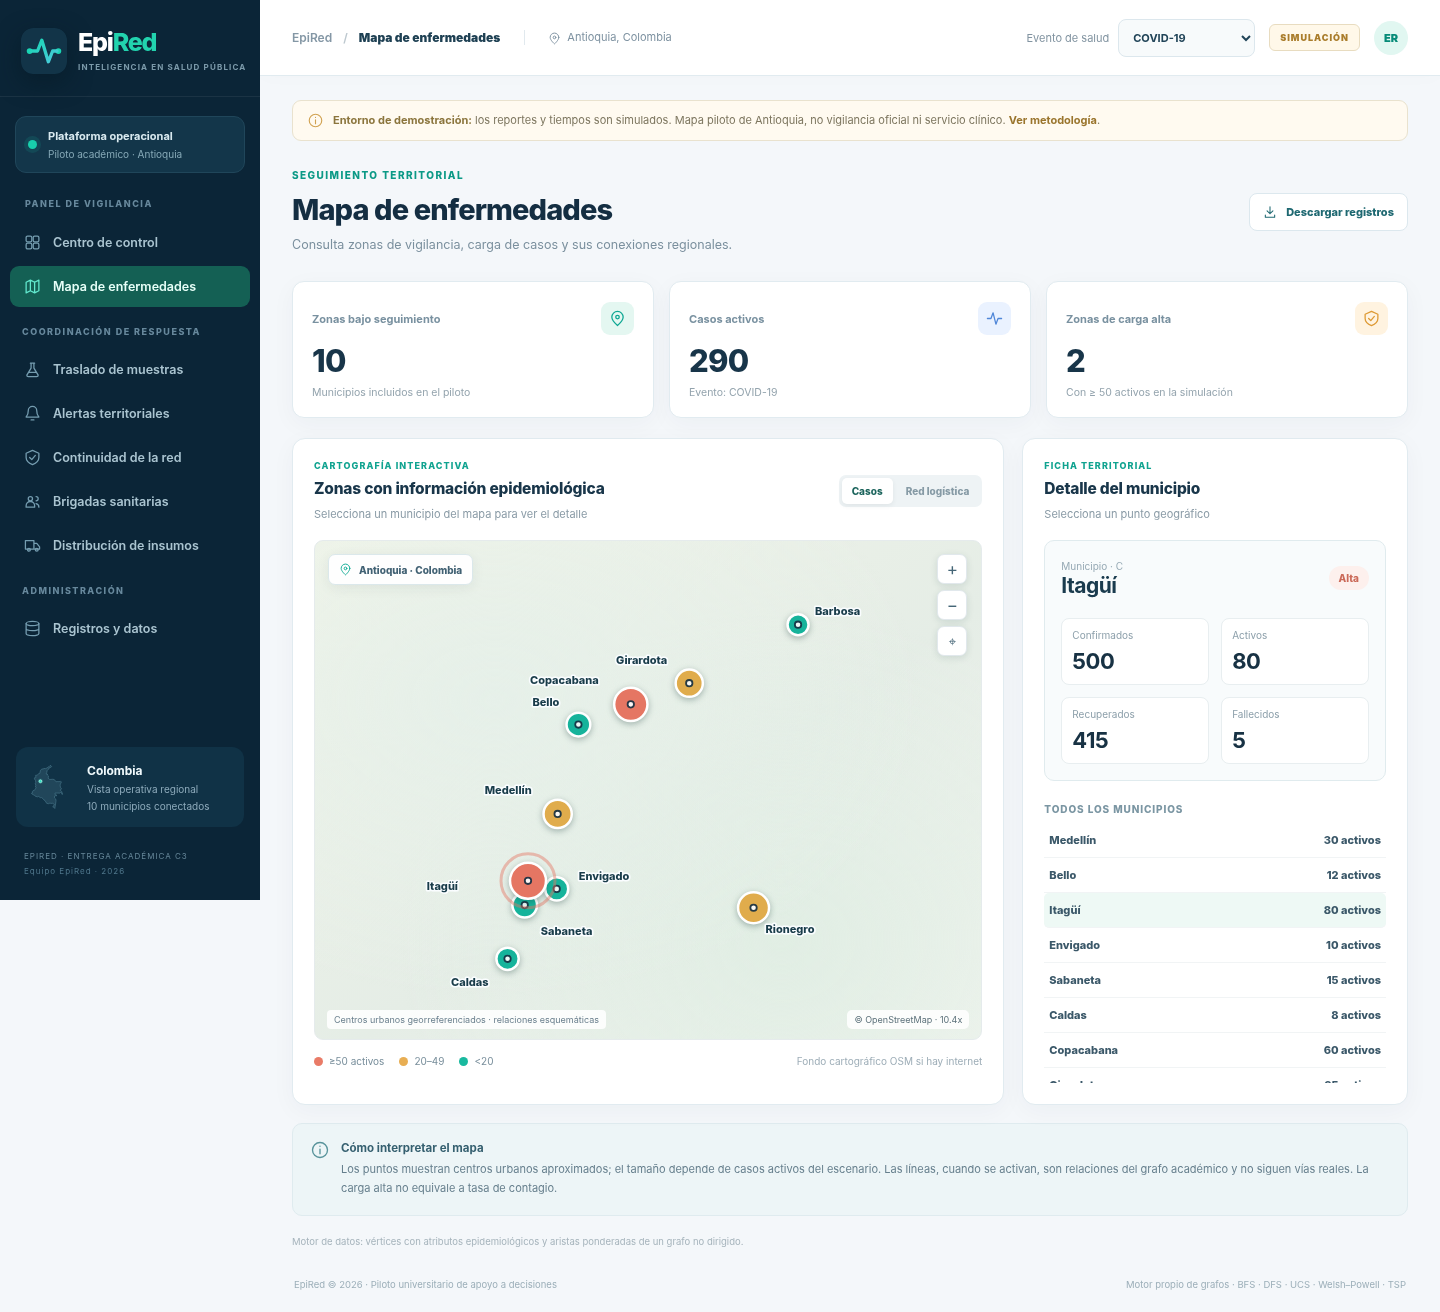 EpiRed
INTELIGENCIA EN SALUD PÚBLICA
Plataforma operacional
Piloto académico · Antioquia
PANEL DE VIGILANCIA
Centro de control
Mapa de enfermedades
COORDINACIÓN DE RESPUESTA
Traslado de muestras
Alertas territoriales
Continuidad de la red
Brigadas sanitarias
Distribución de insumos
ADMINISTRACIÓN
Registros y datos
Colombia
Vista operativa regional
10 municipios conectados
EPIRED · ENTREGA ACADÉMICA C3
Equipo EpiRed · 2026
EpiRed / Mapa de enfermedades
Antioquia, Colombia
Evento de salud
COVID-19
SIMULACIÓN
ER
Entorno de demostración: los reportes y tiempos son simulados. Mapa piloto de Antioquia, no vigilancia oficial ni servicio clínico. Ver metodología.
SEGUIMIENTO TERRITORIAL
Mapa de enfermedades
Consulta zonas de vigilancia, carga de casos y sus conexiones regionales.
Descargar registros
Zonas bajo seguimiento
10
Municipios incluidos en el piloto
Casos activos
290
Evento: COVID-19
Zonas de carga alta
2
Con ≥ 50 activos en la simulación
CARTOGRAFÍA INTERACTIVA
Zonas con información epidemiológica
Selecciona un municipio del mapa para ver el detalle
Casos
Red logística
Antioquia · Colombia
+
−
⌖
Barbosa
Girardota
Copacabana
Bello
Medellín
Itagüí
Envigado
Sabaneta
Rionegro
Caldas
Centros urbanos georreferenciados · relaciones esquemáticas
© OpenStreetMap · 10.4x
≥50 activos
20–49
<20
Fondo cartográfico OSM si hay internet
FICHA TERRITORIAL
Detalle del municipio
Selecciona un punto geográfico
Municipio · C
Itagüí
Alta
Confirmados
500
Activos
80
Recuperados
415
Fallecidos
5
TODOS LOS MUNICIPIOS
Medellín 30 activos
Bello 12 activos
Itagüí 80 activos
Envigado 10 activos
Sabaneta 15 activos
Caldas 8 activos
Copacabana 60 activos
Cómo interpretar el mapa
Los puntos muestran centros urbanos aproximados; el tamaño depende de casos activos del escenario. Las líneas, cuando se activan, son relaciones del grafo académico y no siguen vías reales. La
carga alta no equivale a tasa de contagio.
Motor de datos: vértices con atributos epidemiológicos y aristas ponderadas de un grafo no dirigido.
EpiRed © 2026 · Piloto universitario de apoyo a decisiones
Motor propio de grafos · BFS · DFS · UCS · Welsh–Powell · TSP